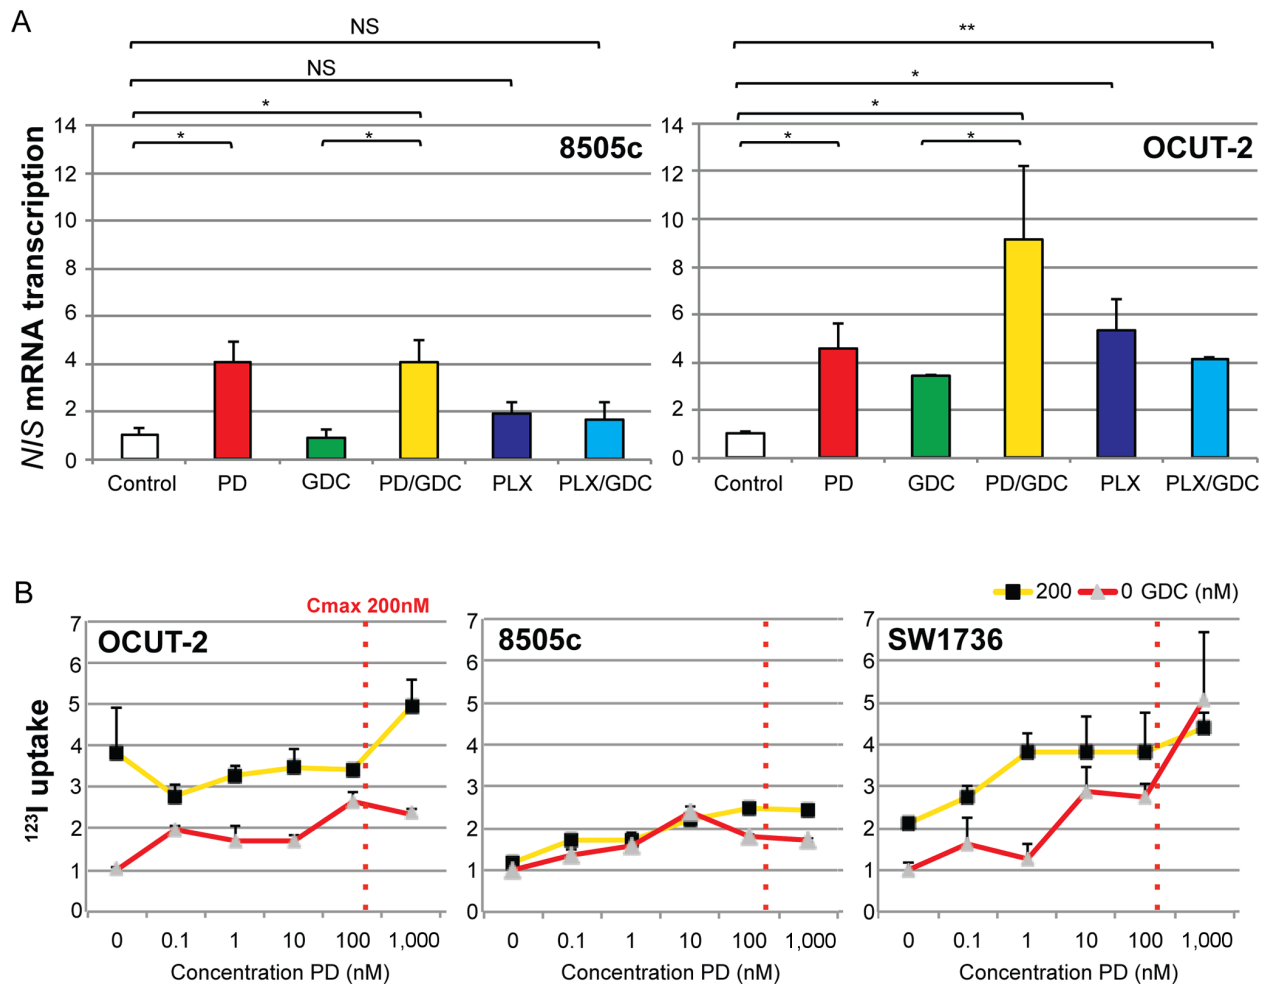 A
NS
NS
*
*
*
8505c
**
*
*
*
*
OCUT-2
NIS mRNA transcription
14
12
10
8
6
4
2
0
Control PD GDC PD/GDC PLX PLX/GDC
14
12
10
8
6
4
2
0
Control PD GDC PD/GDC PLX PLX/GDC
B
200 0 GDC (nM)
Cmax 200nM
123I uptake
OCUT-2
7
6
5
4
3
2
1
0
0 0.1 1 10 100 1,000
Concentration PD (nM)
8505c
7
6
5
4
3
2
1
0
0 0.1 1 10 100 1,000
Concentration PD (nM)
SW1736
7
6
5
4
3
2
1
0
0 0.1 1 10 100 1,000
Concentration PD (nM)